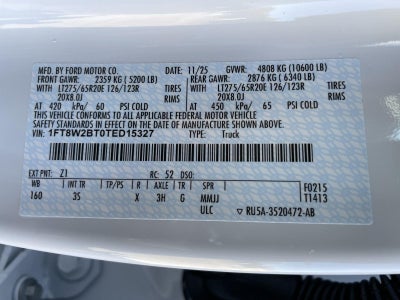 MFD. BY FORD MOTOR CO. 11/25 GVWR: 4808 KG (10600 LB)
FRONT GAWR: 2359 KG ( 5200 LB) REAR GAWR: 2876 KG ( 6340 LB)
WITH LT275/65R20E 126/123R TIRES WITH LT275/65R20E 126/123R TIRES
20X8.0J RIMS 20X8.0J RIMS
AT 420 kPa/ 60 PSI COLD AT 450 kPa/ 65 PSI COLD
THIS VEHICLE CONFORMS TO ALL APPLICABLE FEDERAL MOTOR VEHICLE
SAFETY STANDARDS IN EFFECT ON THE DATE OF MANUFACTURE SHOWN ABOVE.
VIN: 1FT8W2BT0TED15327 TYPE: Truck
EXT PNT: Z1 RC: 52 DSO: F0215
WB INT TR TP/PS R AXLE TR SPR T1413
160 3S X 3H G MMJJ
ULC RU5A-3520472-AB